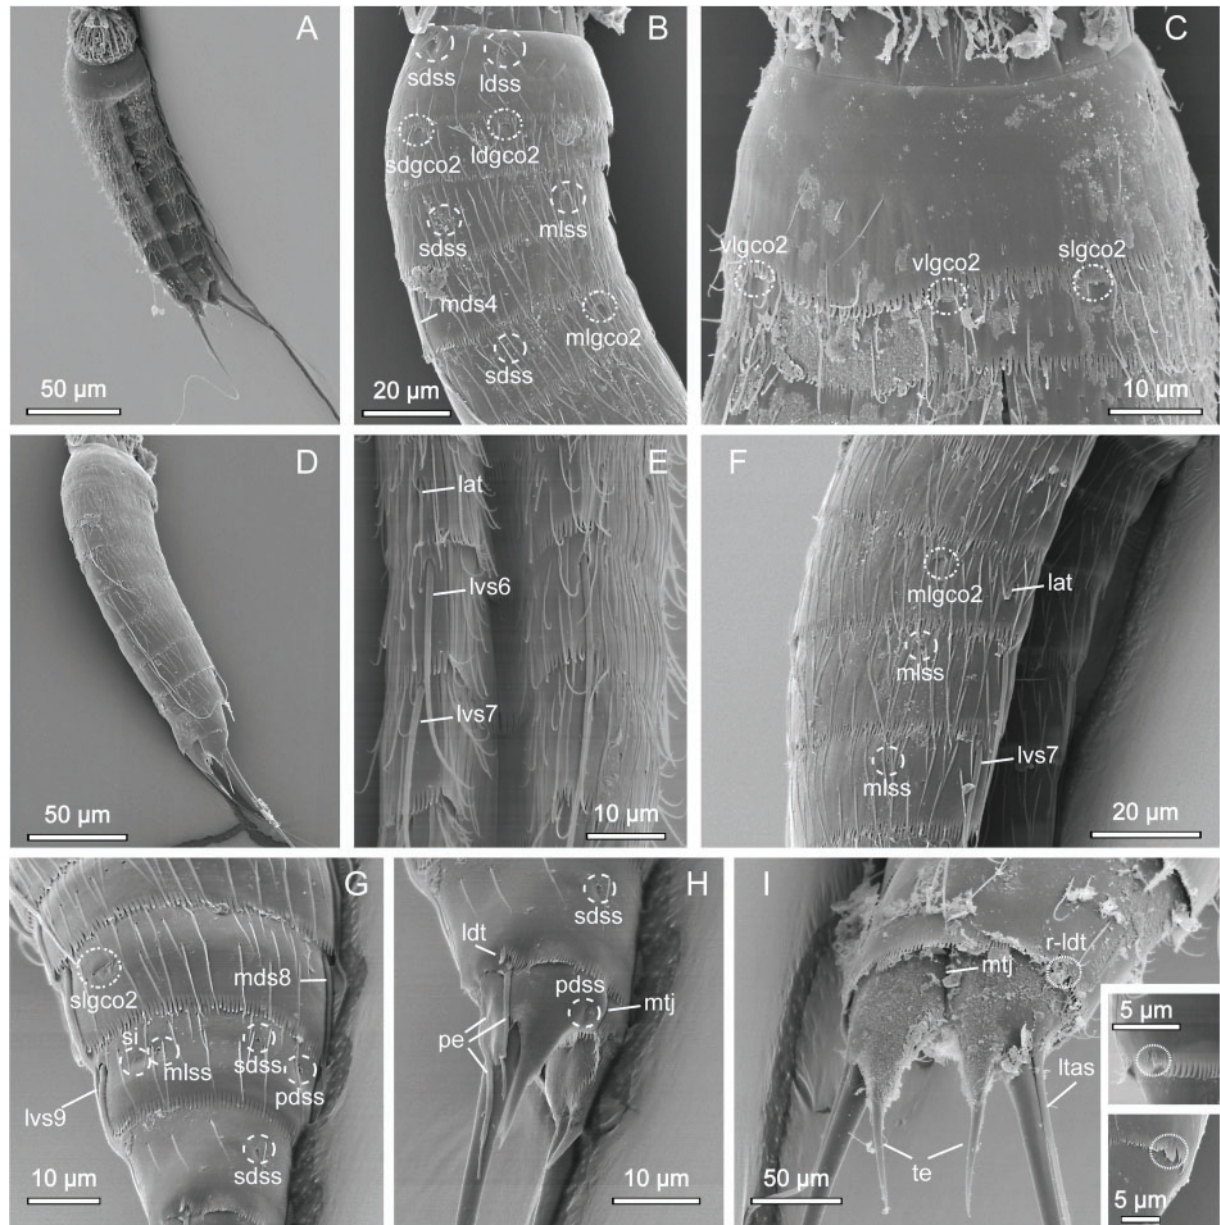 A
50 µm
B
sdss
ldss
sdgco2
ldgco2
sdss
mlss
mds4
mlgco2
sdss
20 µm
C
vlgco2
vlgco2
slgco2
10 µm
D
50 µm
E
lat
lvs6
lvs7
10 µm
F
mlgco2
lat
mlss
lvs7
mlss
20 µm
G
slgco2
mds8
si
mlss
sdss
pdss
lvs9
sdss
10 µm
H
sdss
ldt
pdss
mtj
pe
10 µm
I
r-ldt
mtj
ltas
te
50 µm
5 µm
5 µm